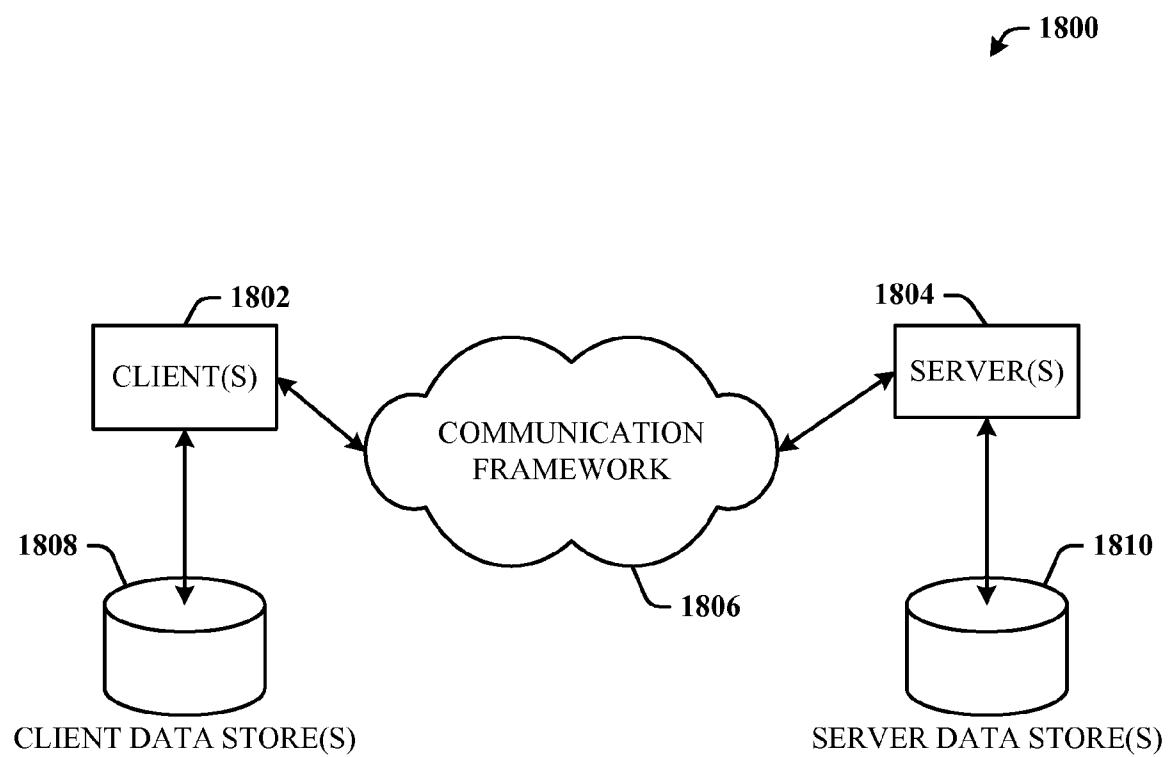 1800
1802
1804
CLIENT(S)
SERVER(S)
COMMUNICATION
FRAMEWORK
1808
1810
1806
CLIENT DATA STORE(S)
SERVER DATA STORE(S)